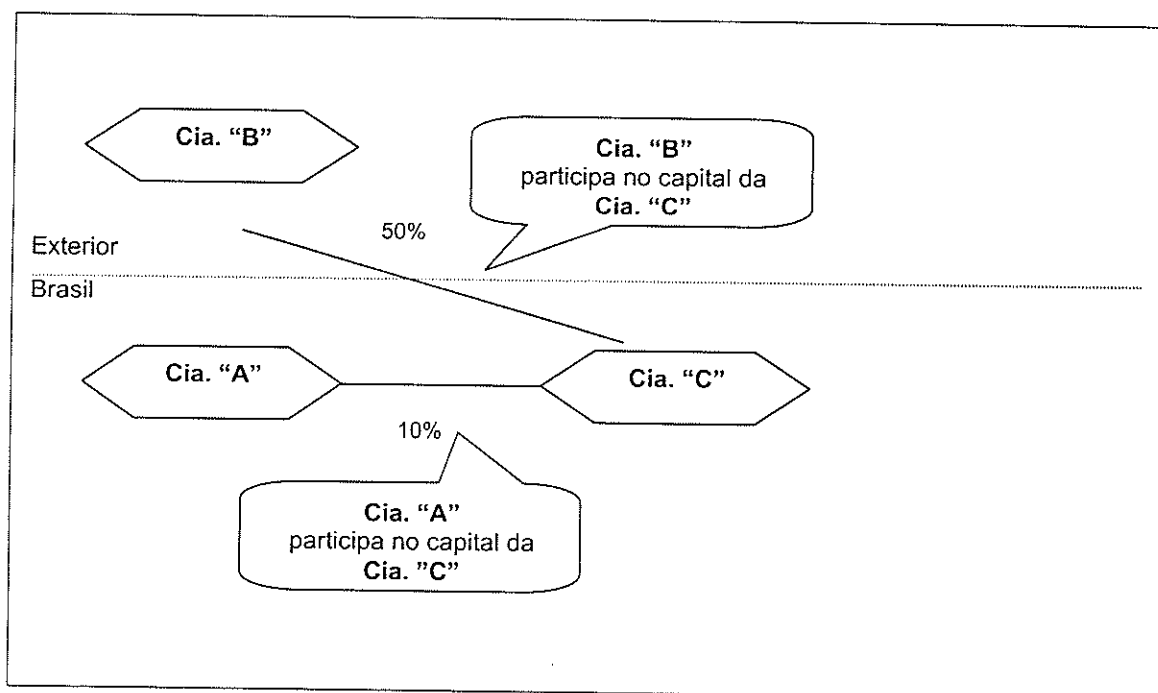 Cia. “B”
Cia. “B”
participa no capital da
Cia. “C”
50%
Exterior
Brasil
Cia. “A”
Cia. “C”
10%
Cia. “A”
participa no capital da
Cia. ”C”